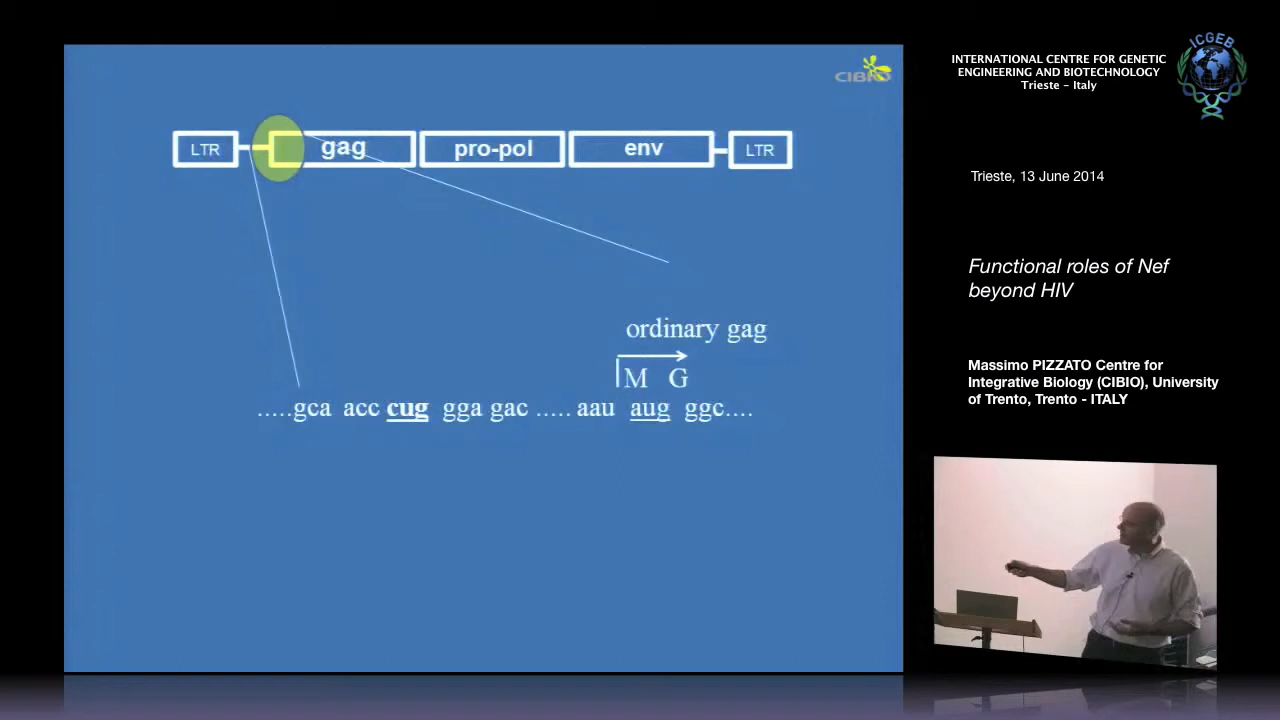 CIBIO
LTR gag pro-pol env LTR
ordinary gag
M G
.....gca acc cug gga gac ..... aau aug ggc....
INTERNATIONAL CENTRE FOR GENETIC
ENGINEERING AND BIOTECHNOLOGY
Trieste - Italy
ICGEB
Trieste, 13 June 2014
Functional roles of Nef
beyond HIV
Massimo PIZZATO Centre for
Integrative Biology (CIBIO), University
of Trento, Trento - ITALY